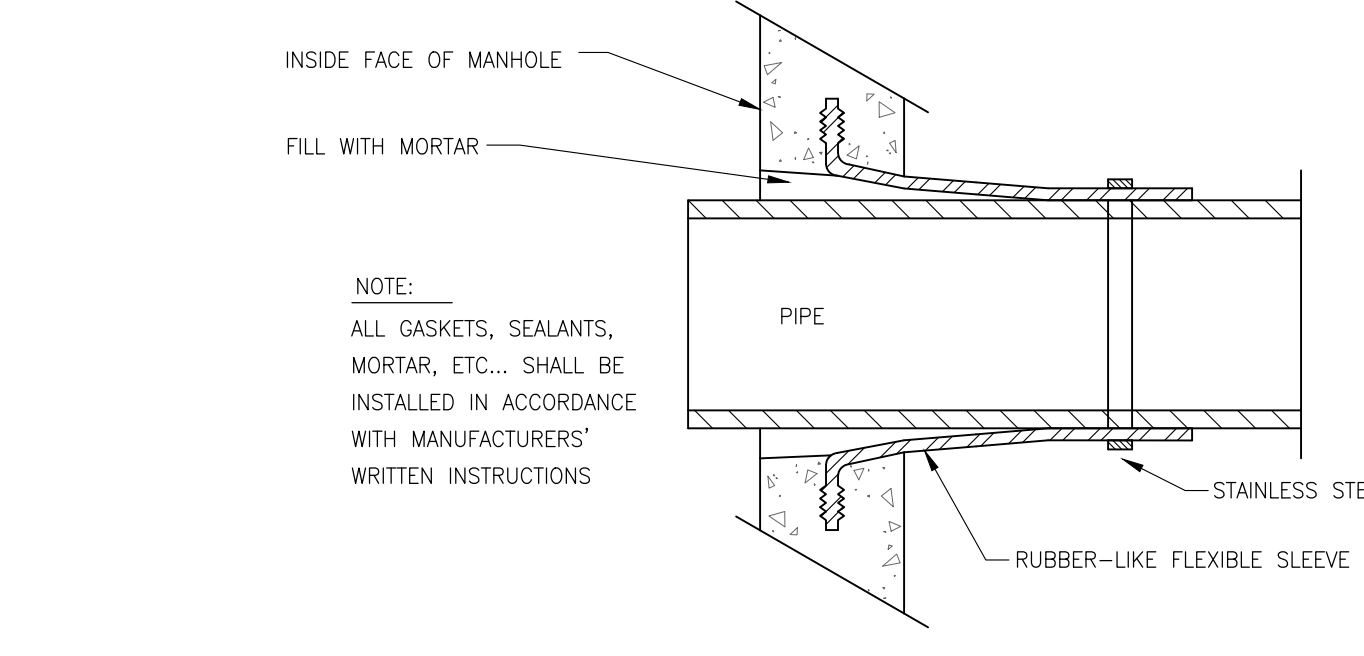 INSIDE FACE OF MANHOLE
FILL WITH MORTAR
NOTE:
ALL GASKETS, SEALANTS,
MORTAR, ETC... SHALL BE
INSTALLED IN ACCORDANCE
WITH MANUFACTURERS'
WRITTEN INSTRUCTIONS
PIPE
STAINLESS
RUBBER-LIKE FLEXIBLE SLEEVE